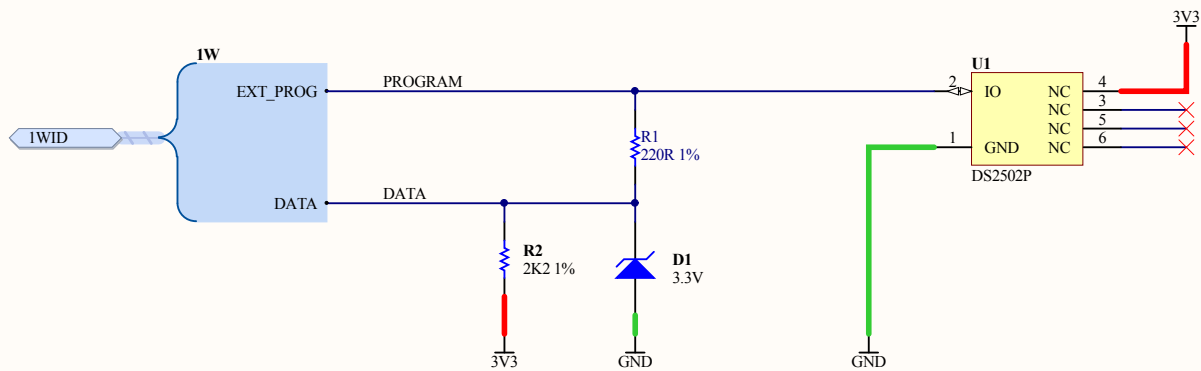 3V3
1W
U1
PROGRAM
EXT_PROG
2
IO
NC
4
NC
3
1WID
R1
220R 1%
NC
5
1
GND
NC
6
DS2502P
DATA
DATA
R2
2K2 1%
D1
3.3V
3V3
GND
GND